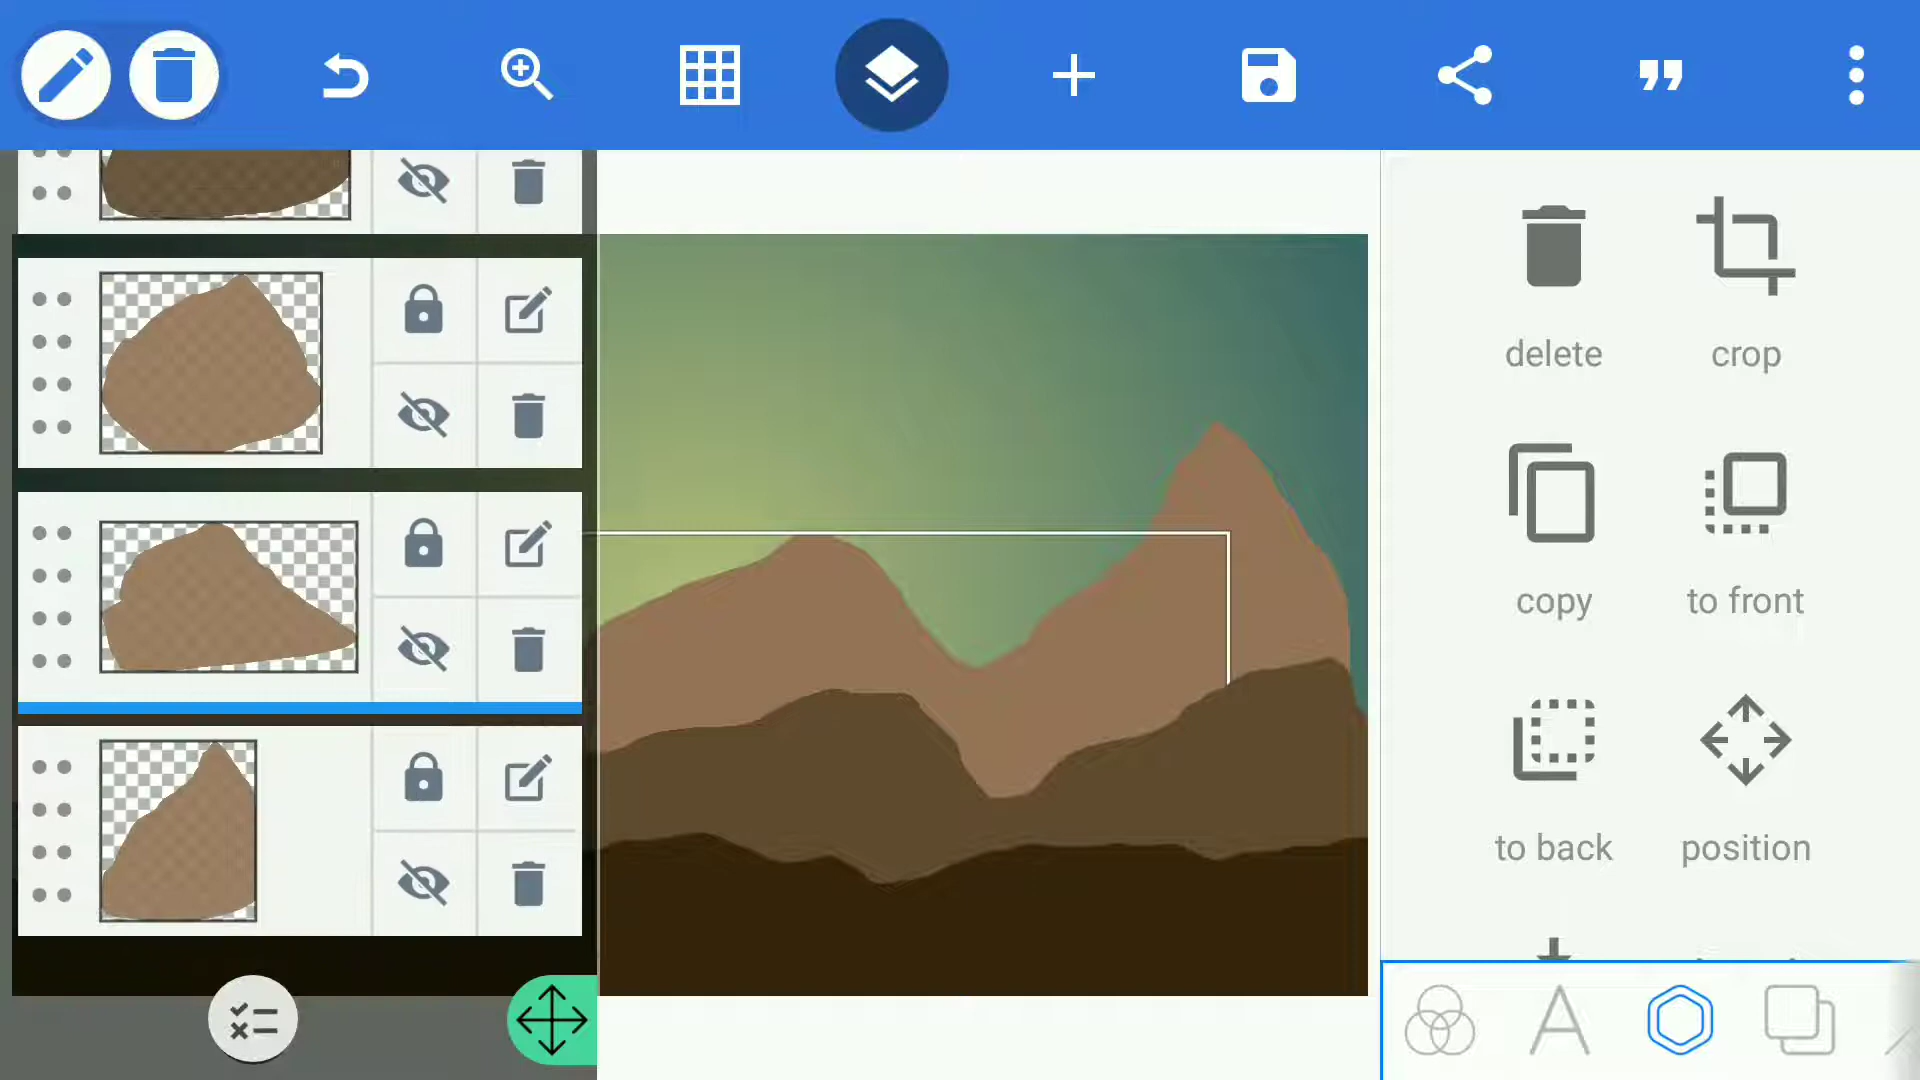 delete
crop
copy
to front
to back
position